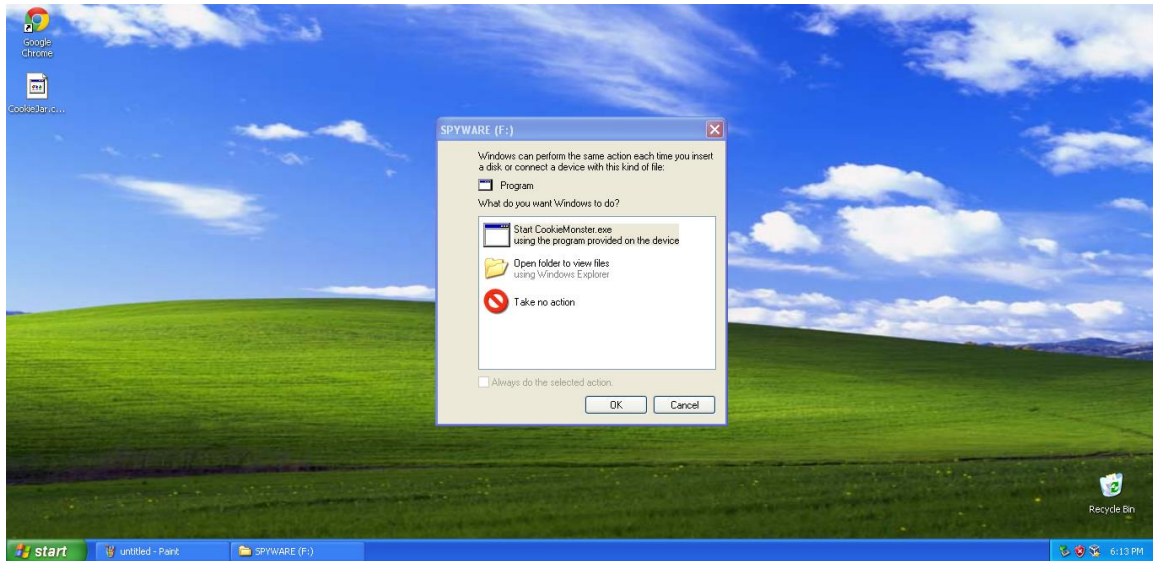 Google
Chrome
CookieJar.c...
SPYWARE (F:)
Windows can perform the same action each time you insert
a disk or connect a device with this kind of file:
Program
What do you want Windows to do?
Start CookieMonster.exe
using the program provided on the device
Open folder to view files
using Windows Explorer
Take no action
Always do the selected action.
OK Cancel
Recycle Bin
start untitled - Paint SPYWARE (F:) 6:13 PM